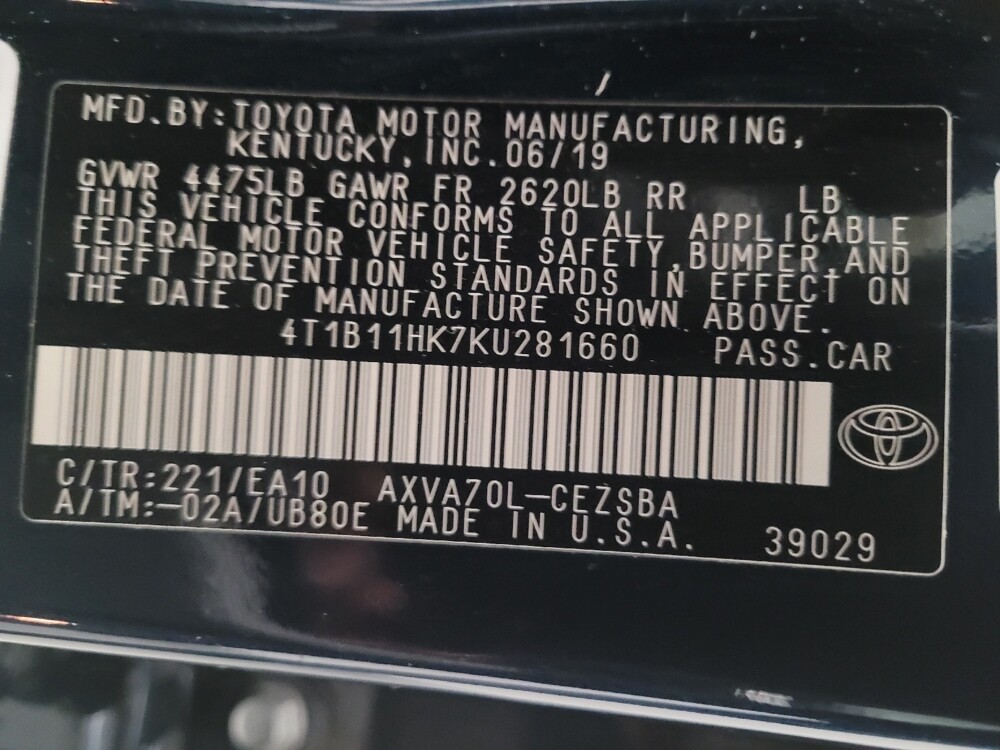 MFD.BY:TOYOTA MOTOR MANUFACTURING,
KENTUCKY,INC.06/19
GVWR 4475LB GAWR FR 2620LB RR LB
THIS VEHICLE CONFORMS TO ALL APPLICABLE
FEDERAL MOTOR VEHICLE SAFETY,BUMPER,AND
THEFT PREVENTION STANDARDS IN EFFECT ON
THE DATE OF MANUFACTURE SHOWN ABOVE.
4T1B11HK7KU281660 PASS.CAR
C/TR:221/EA10 AXVA70L-CEZSBA
A/TM:-02A/UB80E MADE IN U.S.A. 39029